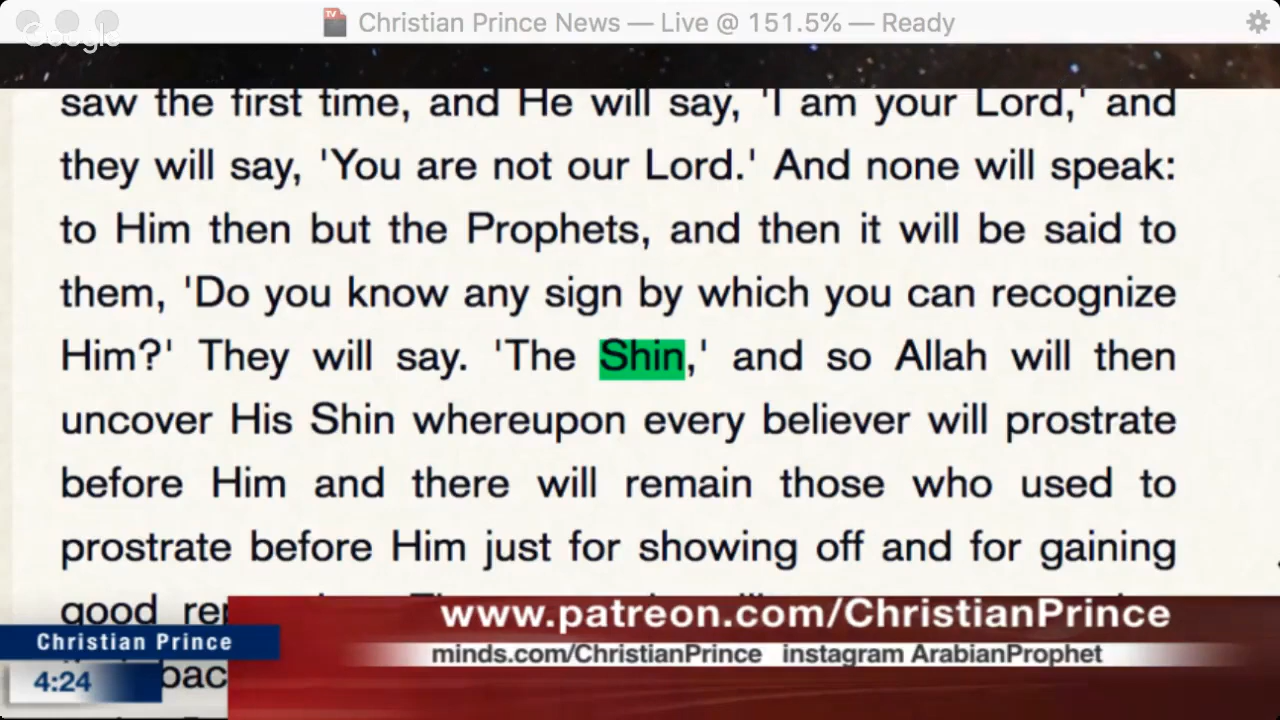 Christian Prince News — Live @ 151.5% — Ready
Google
saw the first time, and He will say, 'I am your Lord,' and
they will say, 'You are not our Lord.' And none will speak:
to Him then but the Prophets, and then it will be said to
them, 'Do you know any sign by which you can recognize
Him?' They will say. 'The Shin,' and so Allah will then
uncover His Shin whereupon every believer will prostrate
before Him and there will remain those who used to
prostrate before Him just for showing off and for gaining
good
www.patreon.com/ChristianPrince
Christian Prince
minds.com/ChristianPrince instagram ArabianProphet
4:24